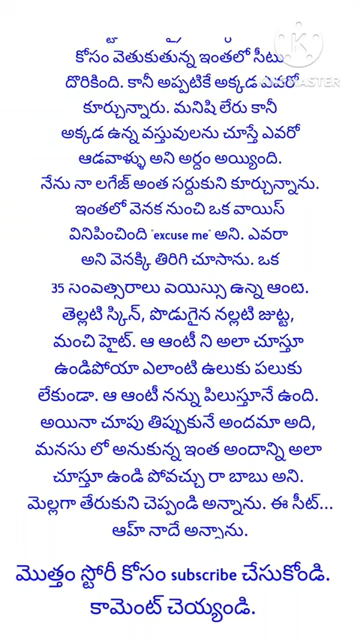 కోసం వెతుకుతున్న ఇంతలో సీటు
దొరికింది. కానీ అప్పటికే అక్కడ ఎవరో
కూర్చున్నారు. మనిషి లేరు కానీ
అక్కడ ఉన్న వస్తువులను చూస్తే ఎవరో
ఆడవాళ్ళు అని అర్దం అయ్యింది.
నేను నా లగేజ్ అంత సర్దుకుని కూర్చున్నాను.
ఇంతలో వెనక నుంచి ఒక వాయిస్
వినిపించింది "excuse me" అని. ఎవరా
అని వెనక్కి తిరిగి చూసాను. ఒక
35 సంవత్సరాలు వయిస్సు ఉన్న ఆంటి.
తెల్లటి స్కిన్, పొడుగైన నల్లటి జుట్ట,
మంచి హైట్. ఆ ఆంటీ ని అలా చూస్తూ
ఉండిపోయా ఎలాంటి ఉలుకు పలుకు
లేకుండా. ఆ ఆంటీ నన్ను పిలుస్తూనే ఉంది.
అయినా చూపు తిప్పుకునే అందమా అది,
మనసు లో అనుకున్న ఇంత అందాన్ని అలా
చూస్తూ ఉండి పోవచ్చు రా బాబు అని.
మెల్లగా తేరుకుని చెప్పండి అన్నాను. ఈ సీట్...
ఆహ్ నాదే అన్నాను.
మొత్తం స్టోరీ కోసం subscribe చేసుకోండి.
కామెంట్ చెయ్యండి.